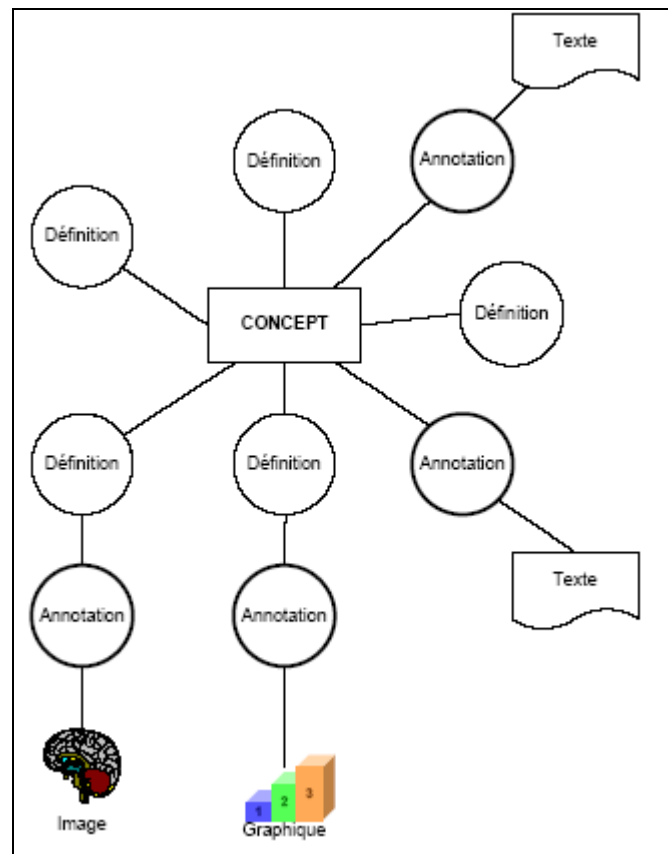 Texte
Définition
Annotation
Définition
CONCEPT
Définition
Définition
Définition
Annotation
Texte
Annotation
Annotation
1
2
3
Image
Graphique